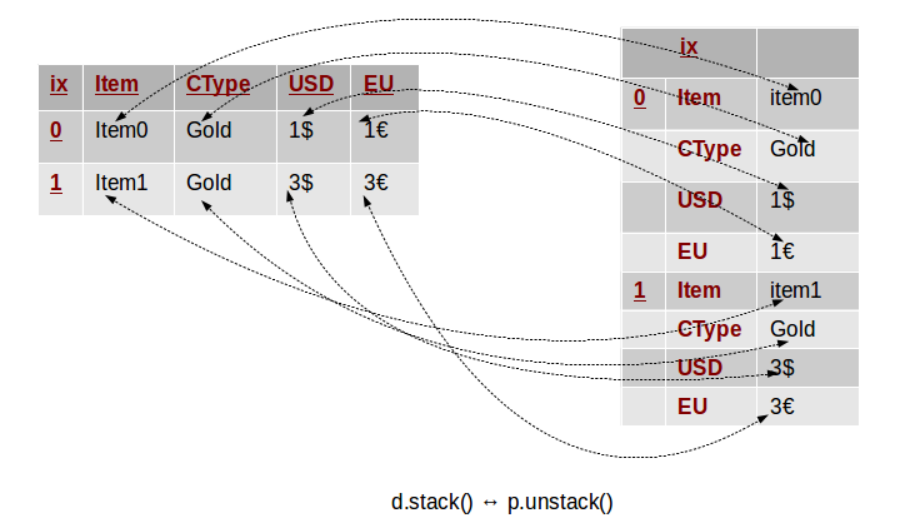 ix Item CType USD EU
0 Item0 Gold 1$ 1€
1 Item1 Gold 3$ 3€
ix
0 Item item0
CType Gold
USD 1$
EU 1€
1 Item item1
CType Gold
USD 3$
EU 3€
d.stack() ↔ p.unstack()